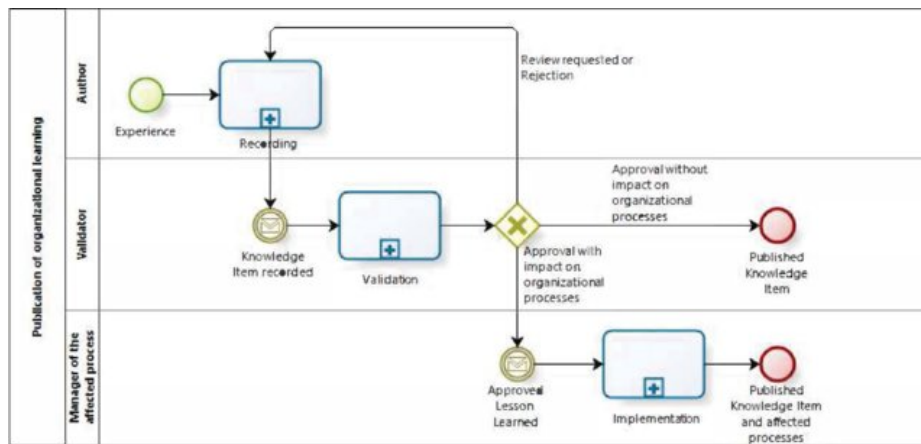 Publication of organizational learning
Author
Experience
Recording
Review requested or
Rejection
Validator
Knowledge
Item recorded
Validation
Approval without
impact on
organizational
processes
Approval with
impact on
organizational
processes
Published
Knowledge
Item
Manager of the
affected process
Approved
Lesson
Learned
Implementation
Published
Knowledge Item
and affected
processes